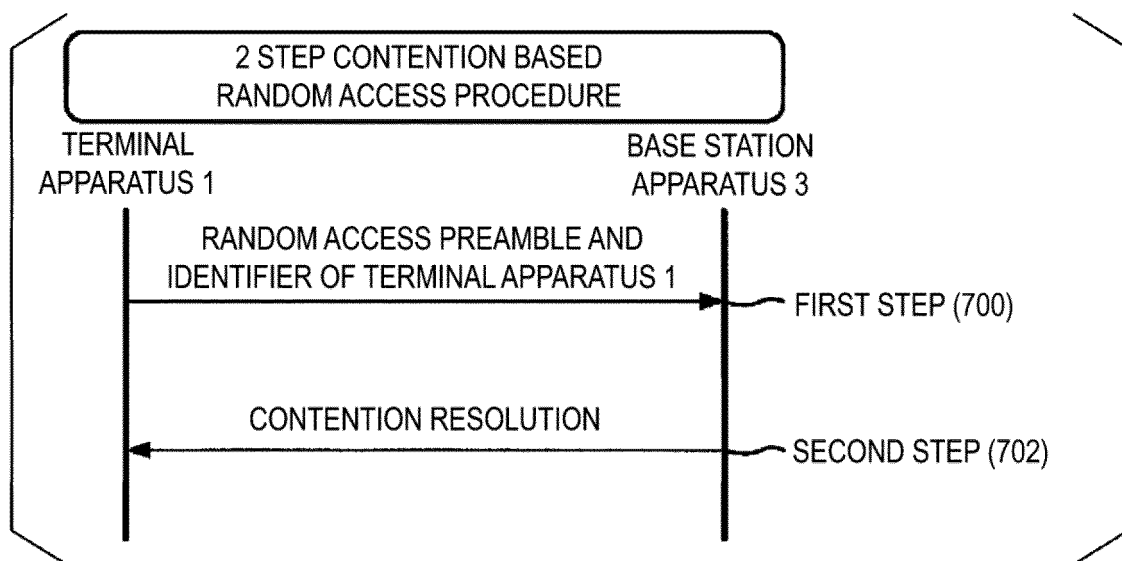 2 STEP CONTENTION BASED
RANDOM ACCESS PROCEDURE
TERMINAL
APPARATUS 1
BASE STATION
APPARATUS 3
RANDOM ACCESS PREAMBLE AND
IDENTIFIER OF TERMINAL APPARATUS 1
FIRST STEP (700)
CONTENTION RESOLUTION
SECOND STEP (702)